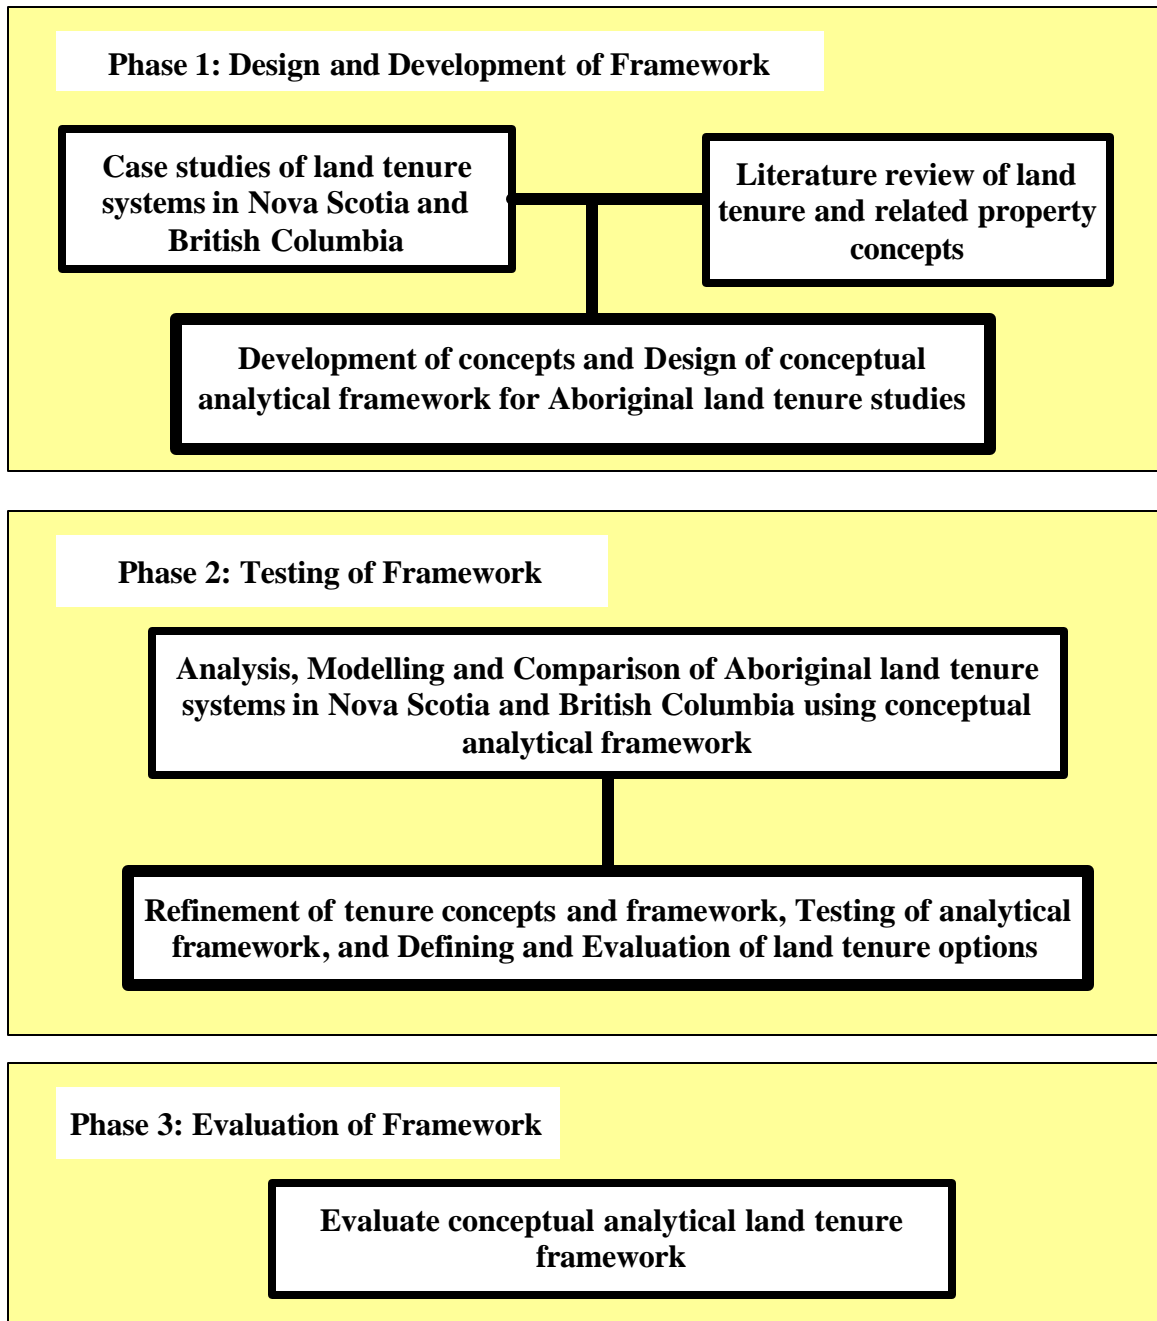 Phase 1: Design and Development of Framework
Case studies of land tenure
systems in Nova Scotia and
British Columbia
Literature review of land
tenure and related property
concepts
Development of concepts and Design of conceptual
analytical framework for Aboriginal land tenure studies
Phase 2: Testing of Framework
Analysis, Modelling and Comparison of Aboriginal land tenure
systems in Nova Scotia and British Columbia using conceptual
analytical framework
Refinement of tenure concepts and framework, Testing of analytical
framework, and Defining and Evaluation of land tenure options
Phase 3: Evaluation of Framework
Evaluate conceptual analytical land tenure
framework